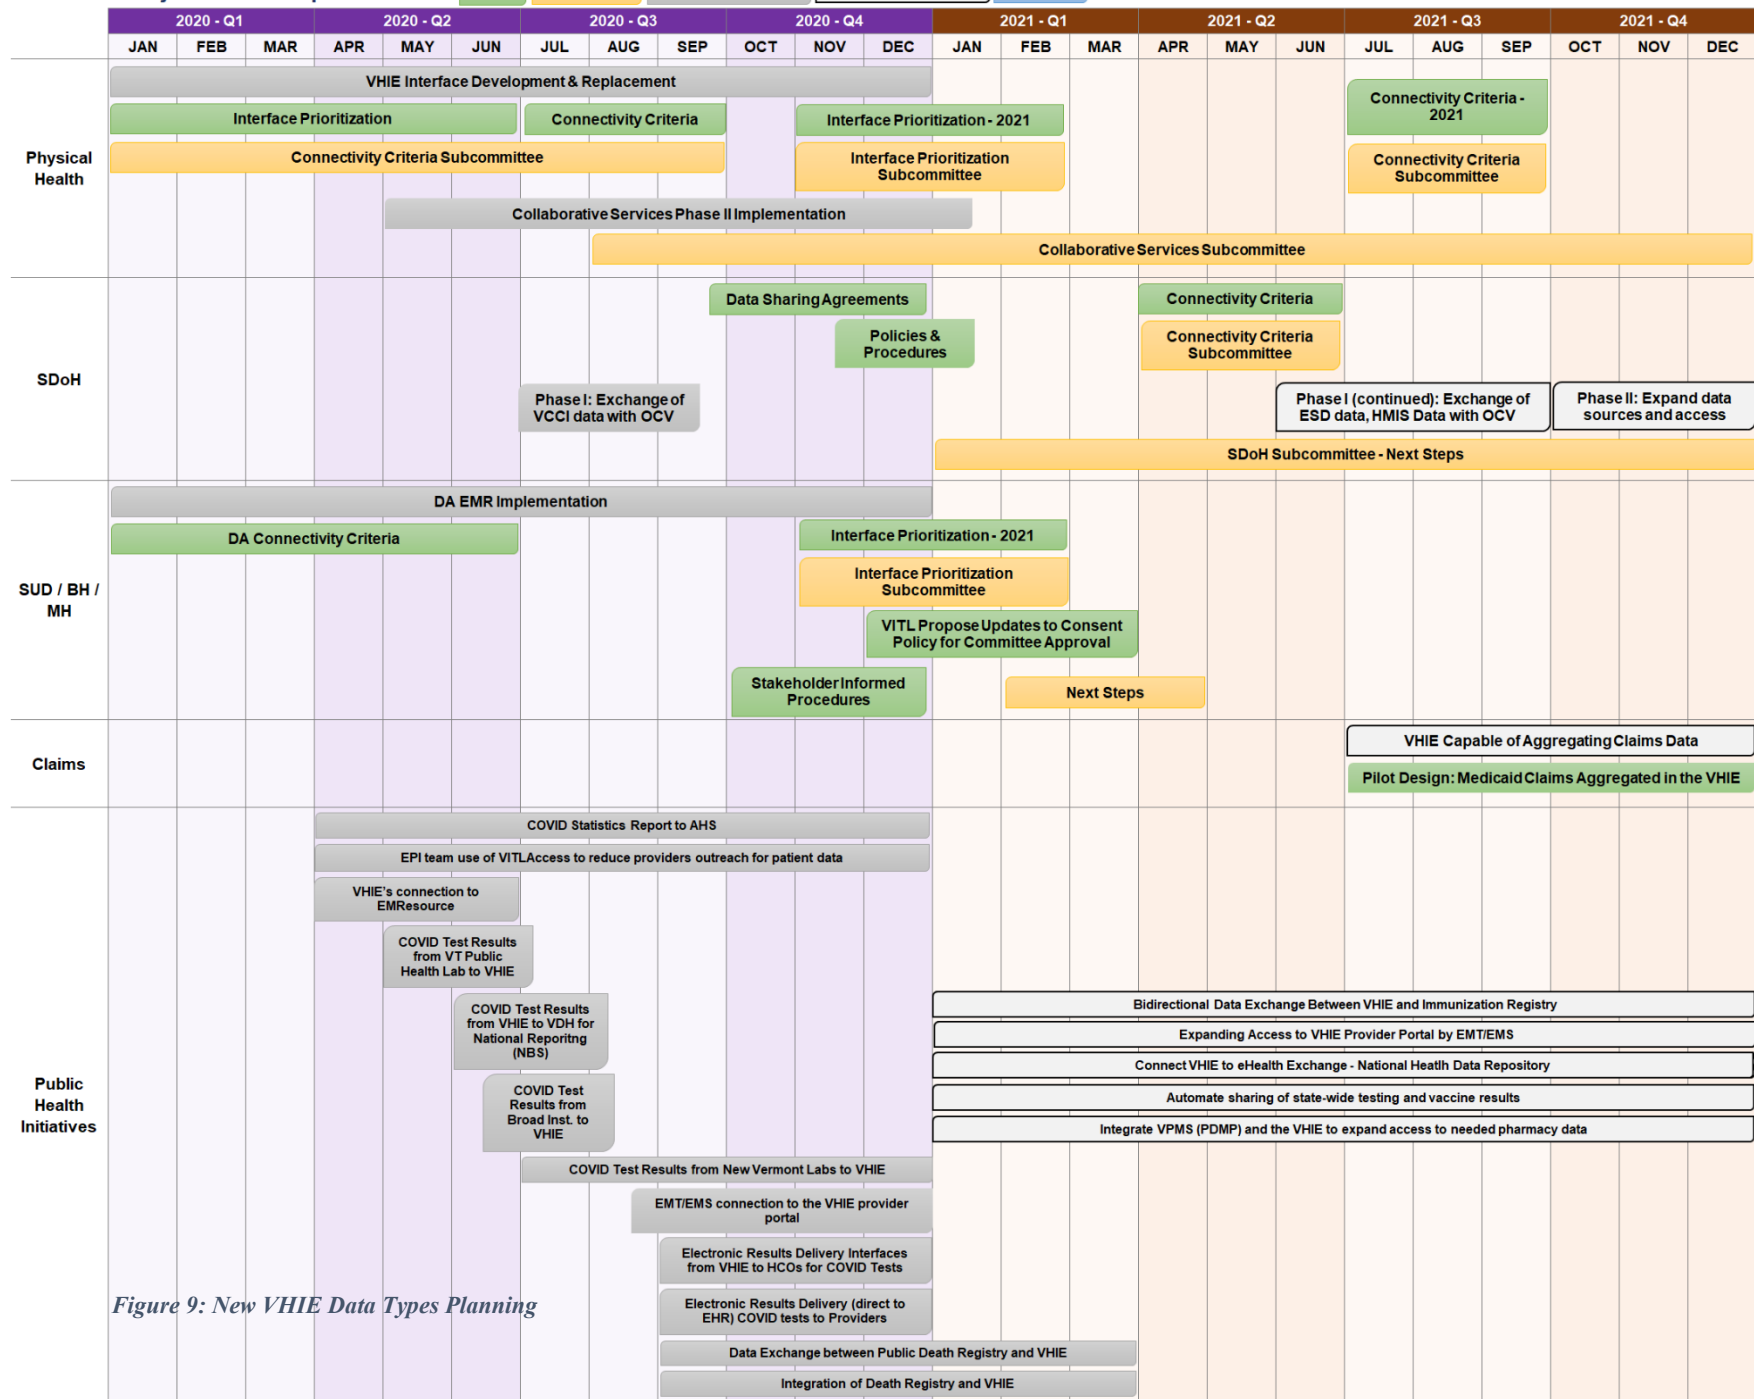 2020 - Q1
2020 - Q2
2020 - Q3
2020 - Q4
2021 - Q1
2021 - Q2
2021 - Q3
2021 - Q4
JAN
FEB
MAR
APR
MAY
JUN
JUL
AUG
SEP
OCT
NOV
DEC
JAN
FEB
MAR
APR
MAY
JUN
JUL
AUG
SEP
OCT
NOV
DEC
Physical
Health
VHIE Interface Development & Replacement
Interface Prioritization
Connectivity Criteria
Interface Prioritization - 2021
Connectivity Criteria -
2021
Connectivity Criteria Subcommittee
Interface Prioritization
Subcommittee
Connectivity Criteria
Subcommittee
Collaborative Services Phase II Implementation
Collaborative Services Subcommittee
SDoH
Data Sharing Agreements
Connectivity Criteria
Policies &
Procedures
Connectivity Criteria
Subcommittee
Phase I: Exchange of
VCCI data with OCV
Phase I (continued): Exchange of
ESD data, HMIS Data with OCV
Phase II: Expand data
sources and access
SDoH Subcommittee - Next Steps
SUD / BH /
MH
DA EMR Implementation
DA Connectivity Criteria
Interface Prioritization - 2021
Interface Prioritization
Subcommittee
VITL Propose Updates to Consent
Policy for Committee Approval
Stakeholder Informed
Procedures
Next Steps
Claims
VHIE Capable of Aggregating Claims Data
Pilot Design: Medicaid Claims Aggregated in the VHIE
Public
Health
Initiatives
COVID Statistics Report to AHS
EPI team use of VITLAccess to reduce providers outreach for patient data
VHIE's connection to
EMResource
COVID Test Results
from VT Public
Health Lab to VHIE
COVID Test Results
from VHIE to VDH for
National Reporitng
(NBS)
COVID Test
Results from
Broad Inst. to
VHIE
Bidirectional Data Exchange Between VHIE and Immunization Registry
Expanding Access to VHIE Provider Portal by EMT/EMS
Connect VHIE to eHealth Exchange - National Heatlh Data Repository
Automate sharing of state-wide testing and vaccine results
Integrate VPMS (PDMP) and the VHIE to expand access to needed pharmacy data
COVID Test Results from New Vermont Labs to VHIE
EMT/EMS connection to the VHIE provider
portal
Electronic Results Delivery Interfaces
from VHIE to HCOs for COVID Tests
Electronic Results Delivery (direct to
EHR) COVID tests to Providers
Data Exchange between Public Death Registry and VHIE
Integration of Death Registry and VHIE
Figure 9: New VHIE Data Types Planning